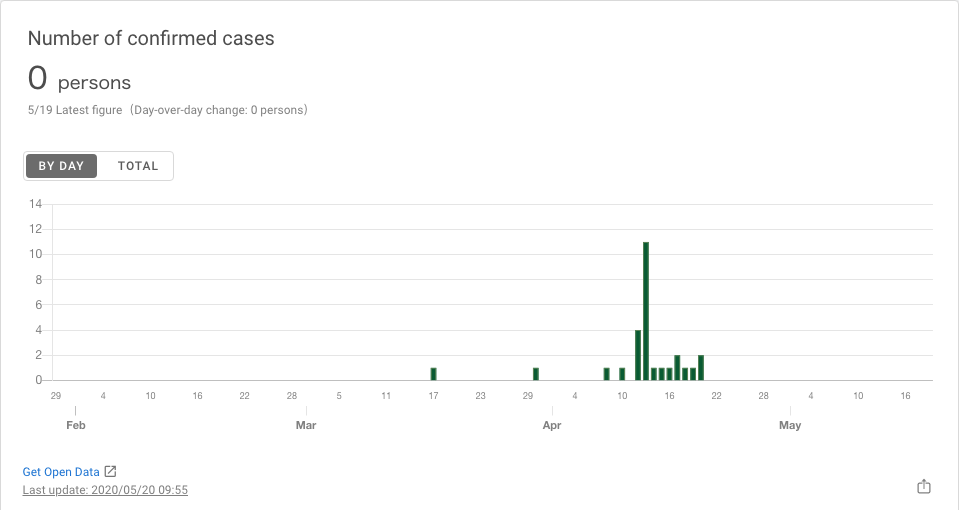 Number of confirmed cases
0 persons
5/19 Latest figure（Day-over-day change: 0 persons）
BY DAY TOTAL
14
12
10
8
6
4
2
0
29 4 10 16 22 28 5 11 17 23 29 4 10 16 22 28 4 10 16
Feb Mar Apr May
Get Open Data
Last update: 2020/05/20 09:55